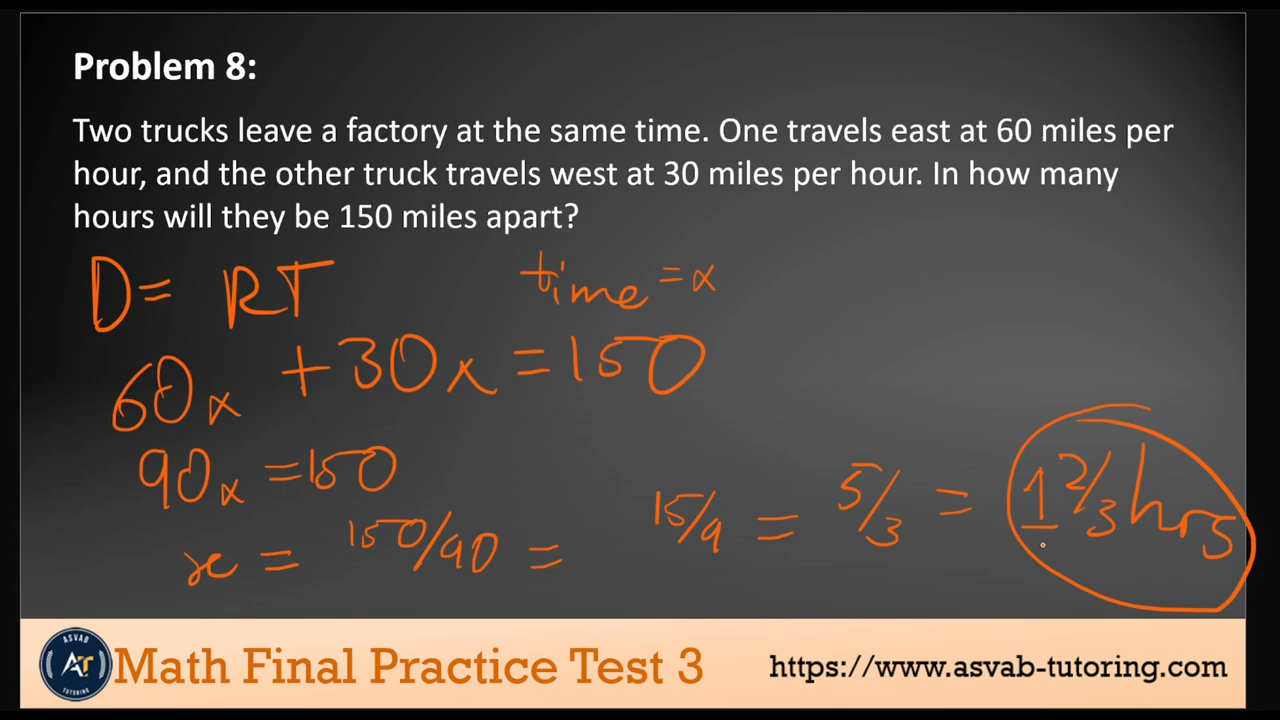 Problem 8:
Two trucks leave a factory at the same time. One travels east at 60 miles per
hour, and the other truck travels west at 30 miles per hour. In how many
hours will they be 150 miles apart?
D= RT time = x
60x + 30x = 150
90x = 150
x = 150/90 = 15/9 = 5/3 = 1 2/3 hrs
ASVAB
AT
TUTORING
Math Final Practice Test 3
https://www.asvab-tutoring.com